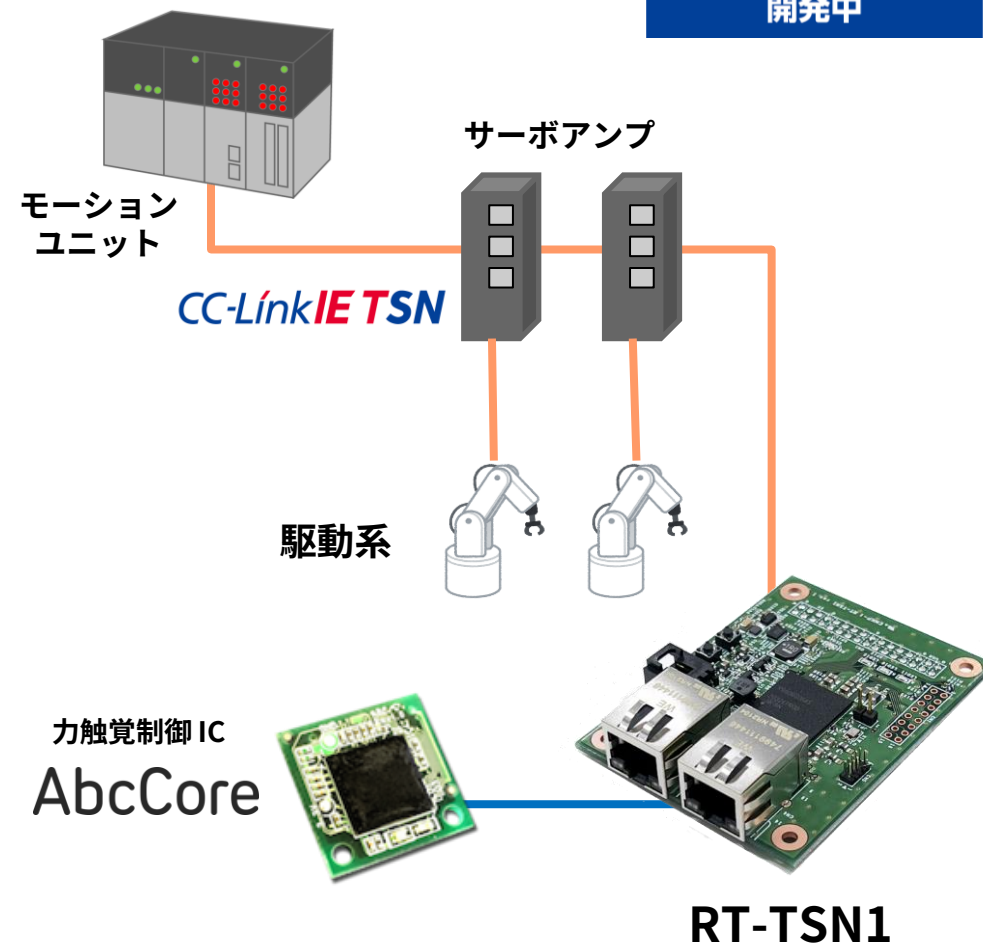 開発中
サーボアンプ
モーション
ユニット
CC-Link IE TSN
駆動系
力触覚制御 IC
AbcCore
RT-TSN1